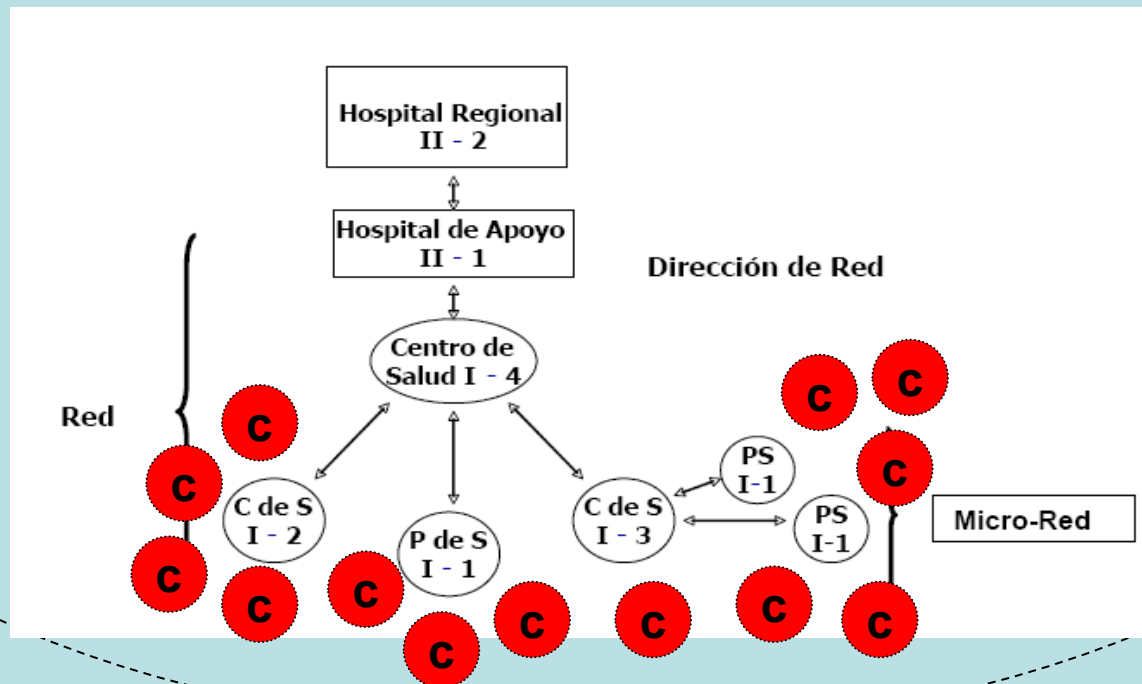 Hospital Regional
II - 2
Hospital de Apoyo
II - 1
Dirección de Red
Centro de
Salud I - 4
Red
C
C
C
C
C
C
PS
I-1
C de S
I - 2
C de S
I - 3
PS
I-1
Micro-Red
P de S
I - 1
C
C
C
C
C
C
C